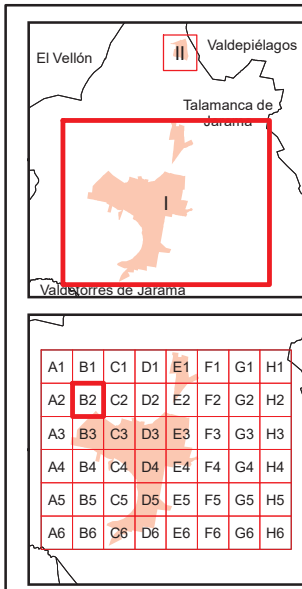 El Vellón
Valdepiélagos
II
Talamanca de
Jarama
I
Valdetorres de Jarama
A1 B1 C1 D1 E1 F1 G1 H1
A2 B2 C2 D2 E2 F2 G2 H2
A3 B3 C3 D3 E3 F3 G3 H3
A4 B4 C4 D4 E4 F4 G4 H4
A5 B5 C5 D5 E5 F5 G5 H5
A6 B6 C6 D6 E6 F6 G6 H6